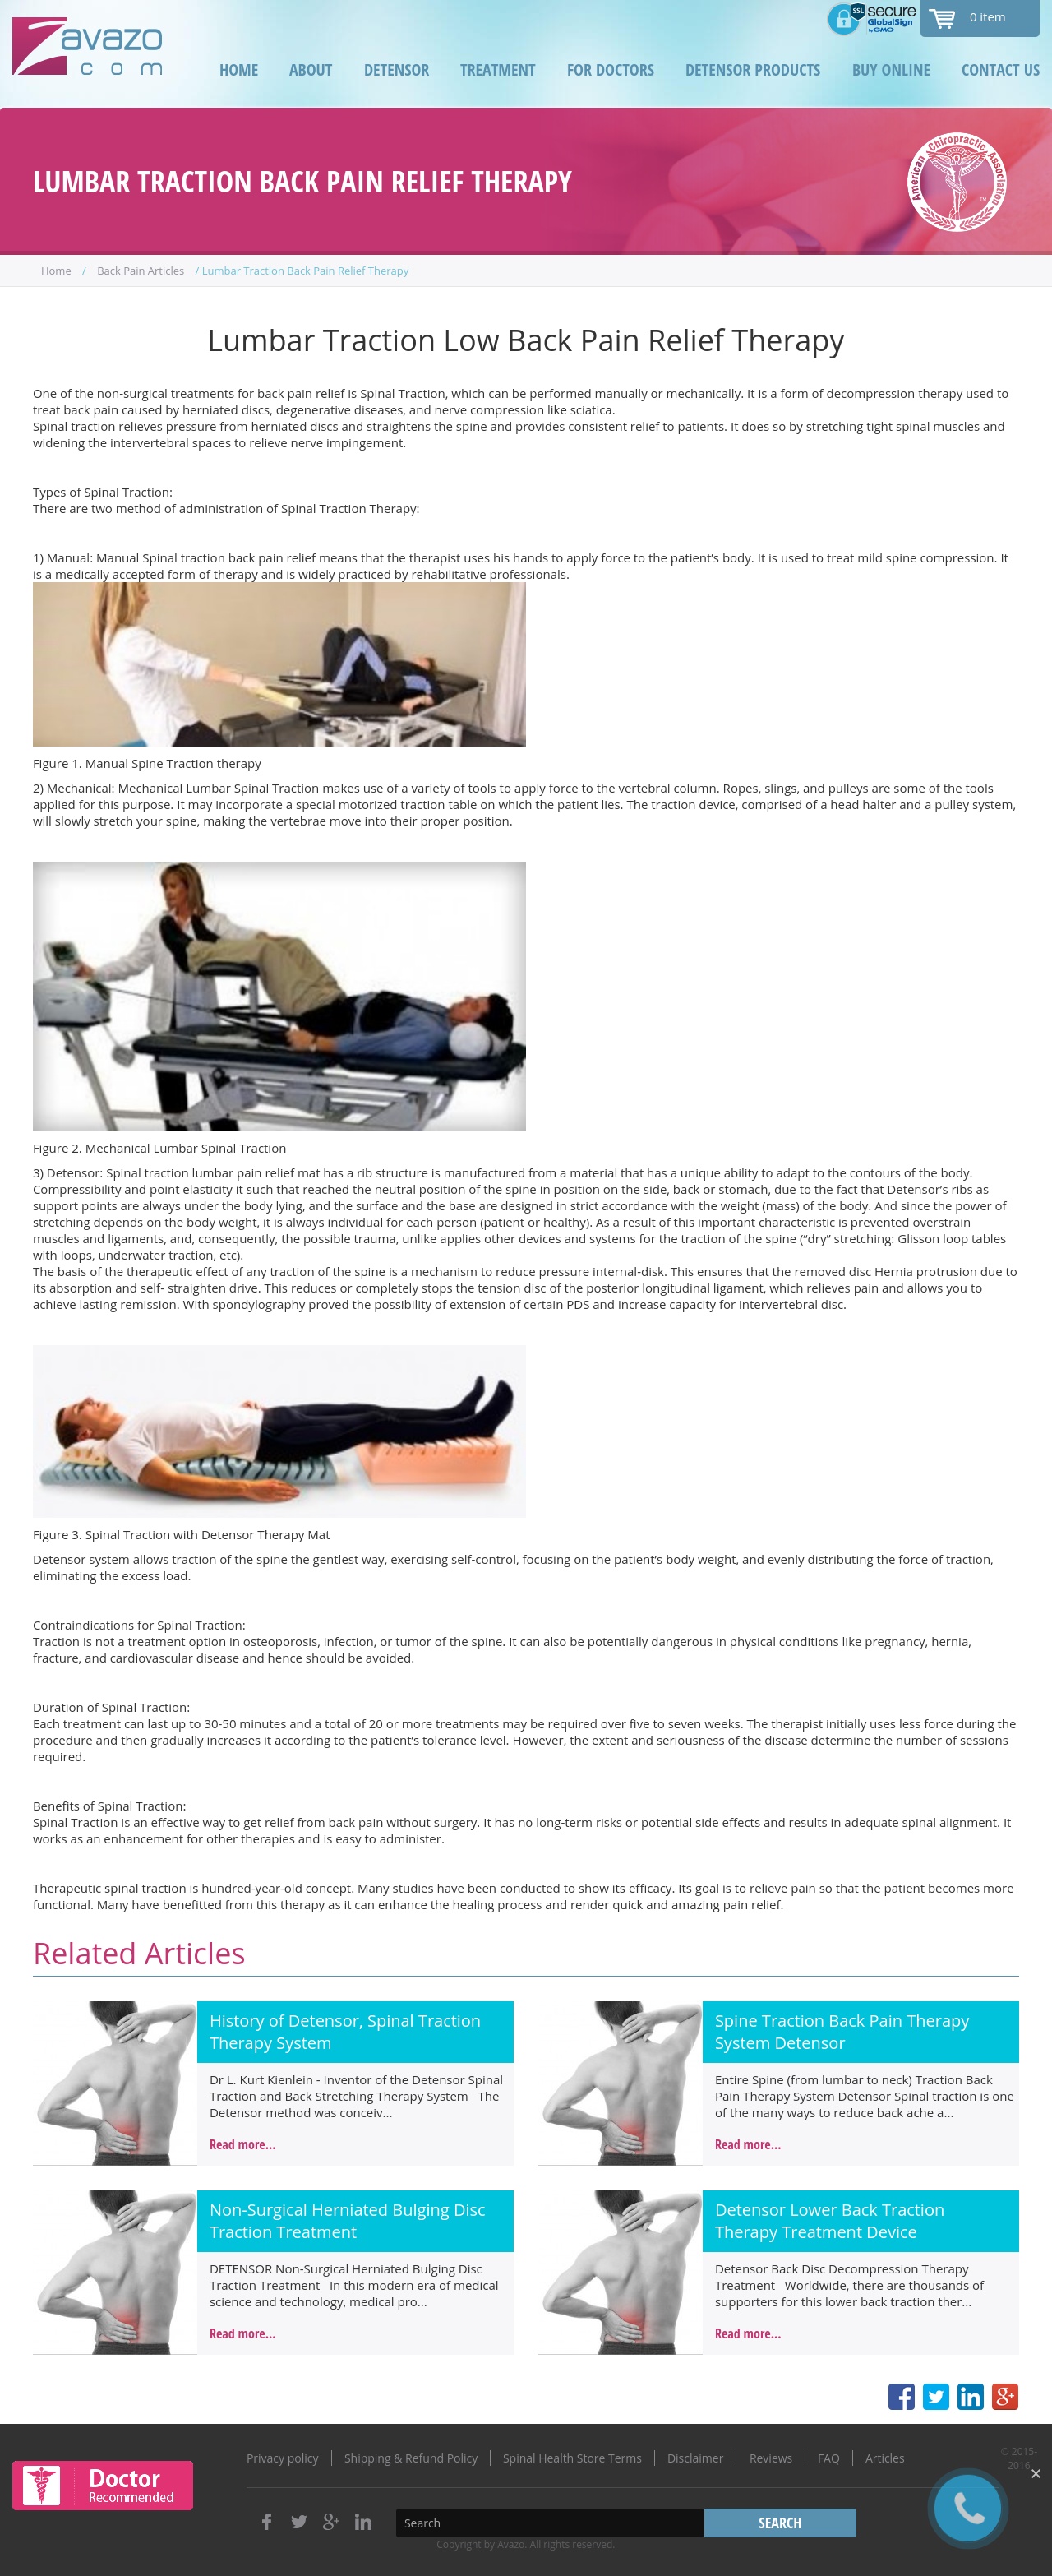 Zavazo
com
SSL secure
GlobalSign
by GMO
0 item
HOME ABOUT DETENSOR TREATMENT FOR DOCTORS DETENSOR PRODUCTS BUY ONLINE CONTACT US
LUMBAR TRACTION BACK PAIN RELIEF THERAPY
American Chiropractic Association
TM
Home / Back Pain Articles / Lumbar Traction Back Pain Relief Therapy
Lumbar Traction Low Back Pain Relief Therapy
One of the non-surgical treatments for back pain relief is Spinal Traction, which can be performed manually or mechanically. It is a form of decompression therapy used to
treat back pain caused by herniated discs, degenerative diseases, and nerve compression like sciatica.
Spinal traction relieves pressure from herniated discs and straightens the spine and provides consistent relief to patients. It does so by stretching tight spinal muscles and
widening the intervertebral spaces to relieve nerve impingement.
Types of Spinal Traction:
There are two method of administration of Spinal Traction Therapy:
1) Manual: Manual Spinal traction back pain relief means that the therapist uses his hands to apply force to the patient’s body. It is used to treat mild spine compression. It
is a medically accepted form of therapy and is widely practiced by rehabilitative professionals.
Figure 1. Manual Spine Traction therapy
2) Mechanical: Mechanical Lumbar Spinal Traction makes use of a variety of tools to apply force to the vertebral column. Ropes, slings, and pulleys are some of the tools
applied for this purpose. It may incorporate a special motorized traction table on which the patient lies. The traction device, comprised of a head halter and a pulley system,
will slowly stretch your spine, making the vertebrae move into their proper position.
Figure 2. Mechanical Lumbar Spinal Traction
3) Detensor: Spinal traction lumbar pain relief mat has a rib structure is manufactured from a material that has a unique ability to adapt to the contours of the body.
Compressibility and point elasticity it such that reached the neutral position of the spine in position on the side, back or stomach, due to the fact that Detensor’s ribs as
support points are always under the body lying, and the surface and the base are designed in strict accordance with the weight (mass) of the body. And since the power of
stretching depends on the body weight, it is always individual for each person (patient or healthy). As a result of this important characteristic is prevented overstrain
muscles and ligaments, and, consequently, the possible trauma, unlike applies other devices and systems for the traction of the spine (“dry” stretching: Glisson loop tables
with loops, underwater traction, etc).
The basis of the therapeutic effect of any traction of the spine is a mechanism to reduce pressure internal-disk. This ensures that the removed disc Hernia protrusion due to
its absorption and self- straighten drive. This reduces or completely stops the tension disc of the posterior longitudinal ligament, which relieves pain and allows you to
achieve lasting remission. With spondylography proved the possibility of extension of certain PDS and increase capacity for intervertebral disc.
Figure 3. Spinal Traction with Detensor Therapy Mat
Detensor system allows traction of the spine the gentlest way, exercising self-control, focusing on the patient’s body weight, and evenly distributing the force of traction,
eliminating the excess load.
Contraindications for Spinal Traction:
Traction is not a treatment option in osteoporosis, infection, or tumor of the spine. It can also be potentially dangerous in physical conditions like pregnancy, hernia,
fracture, and cardiovascular disease and hence should be avoided.
Duration of Spinal Traction:
Each treatment can last up to 30-50 minutes and a total of 20 or more treatments may be required over five to seven weeks. The therapist initially uses less force during the
procedure and then gradually increases it according to the patient’s tolerance level. However, the extent and seriousness of the disease determine the number of sessions
required.
Benefits of Spinal Traction:
Spinal Traction is an effective way to get relief from back pain without surgery. It has no long-term risks or potential side effects and results in adequate spinal alignment. It
works as an enhancement for other therapies and is easy to administer.
Therapeutic spinal traction is hundred-year-old concept. Many studies have been conducted to show its efficacy. Its goal is to relieve pain so that the patient becomes more
functional. Many have benefitted from this therapy as it can enhance the healing process and render quick and amazing pain relief.
Related Articles
History of Detensor, Spinal Traction
Therapy System
Dr L. Kurt Kienlein - Inventor of the Detensor Spinal
Traction and Back Stretching Therapy System The
Detensor method was conceiv...
Read more...
Spine Traction Back Pain Therapy
System Detensor
Entire Spine (from lumbar to neck) Traction Back
Pain Therapy System Detensor Spinal traction is one
of the many ways to reduce back ache a...
Read more...
Non-Surgical Herniated Bulging Disc
Traction Treatment
DETENSOR Non-Surgical Herniated Bulging Disc
Traction Treatment In this modern era of medical
science and technology, medical pro...
Read more...
Detensor Lower Back Traction
Therapy Treatment Device
Detensor Back Disc Decompression Therapy
Treatment Worldwide, there are thousands of
supporters for this lower back traction ther...
Read more...
Doctor
Recommended
Privacy policy Shipping & Refund Policy Spinal Health Store Terms Disclaimer Reviews FAQ Articles
© 2015-
2016
Search
SEARCH
Copyright by Avazo. All rights reserved.